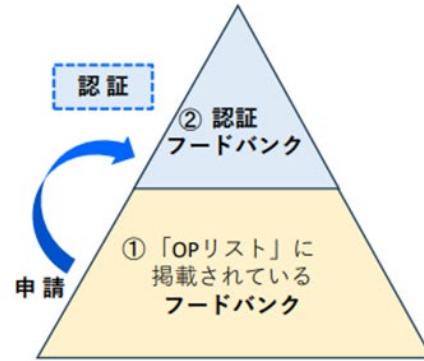 認証
② 認証
フードバンク
① 「OPリスト」に
掲載されている
フードバンク
申請